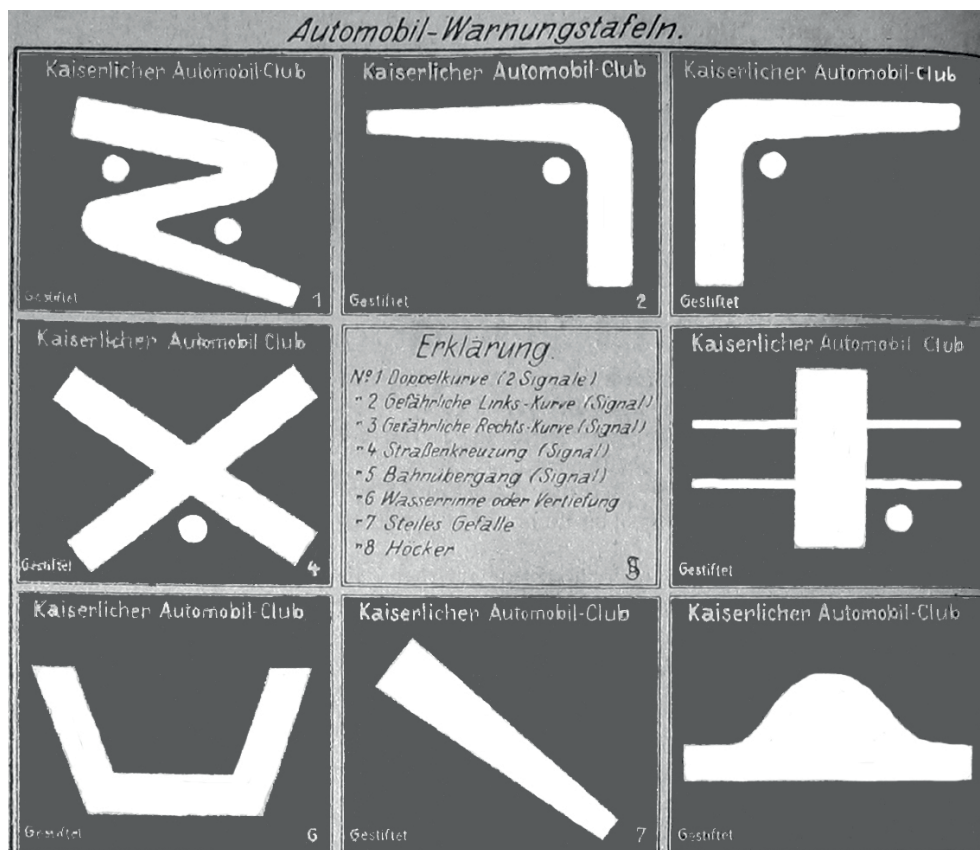 Automobil-Warnungstafeln.
Kaiserlicher Automobil-Club
Gestiftet 1
Kaiserlicher Automobil-Club
Gestiftet 2
Kaiserlicher Automobil-Club
Gestiftet
Kaiserlicher Automobil Club
Gestiftet 4
Erklärung.
Nº1 Doppelkurve (2 Signale)
" 2 Gefährliche Links-Kurve (Signal)
" 3 Gefährliche Rechts-Kurve (Signal)
" 4 Straßenkreuzung (Signal)
" 5 Bahnübergang (Signal)
" 6 Wasserrinne oder Vertiefung
" 7 Steiles Gefälle
" 8 Höcker
Kaiserlicher Automobil Club
Gestiftet
Kaiserlicher Automobil-Club
Gestiftet 6
Kaiserlicher Automobil-Club
Gestiftet 7
Kaiserlicher Automobil-Club
Gestiftet